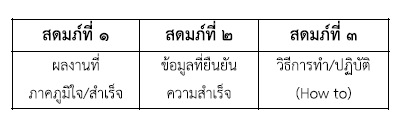 สดมภ์ที่ ๑ สดมภ์ที่ ๒ สดมภ์ที่ ๓
ผลงานที่ ข้อมูลที่ยืนยัน วิธีการทำ/ปฏิบัติ
ภาคภูมิใจ/สำเร็จ ความสำเร็จ (How to)